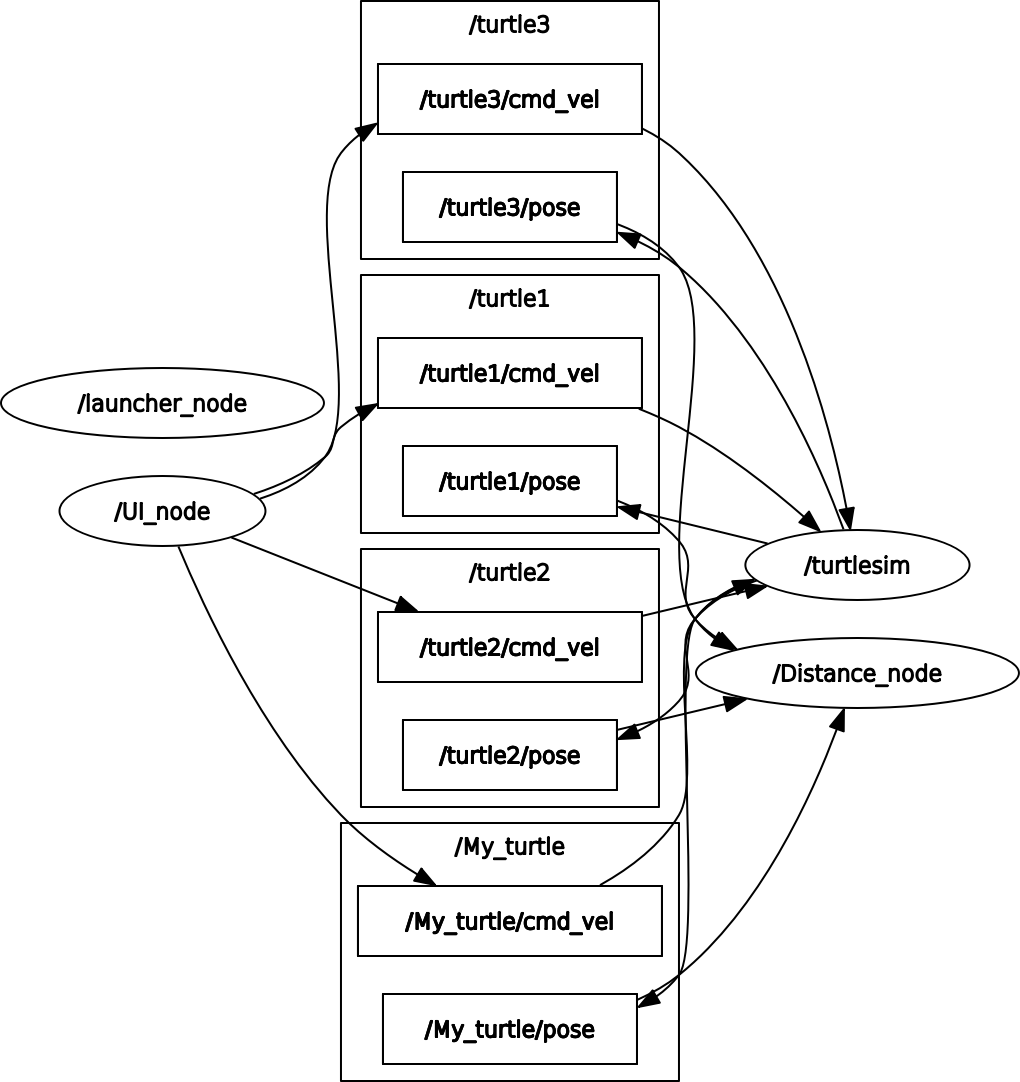 /turtle3
/turtle3/cmd_vel
/turtle3/pose
/turtle1
/turtle1/cmd_vel
/launcher_node
/turtle1/pose
/UI_node
/turtlesim
/turtle2
/turtle2/cmd_vel
/Distance_node
/turtle2/pose
/My_turtle
/My_turtle/cmd_vel
/My_turtle/pose